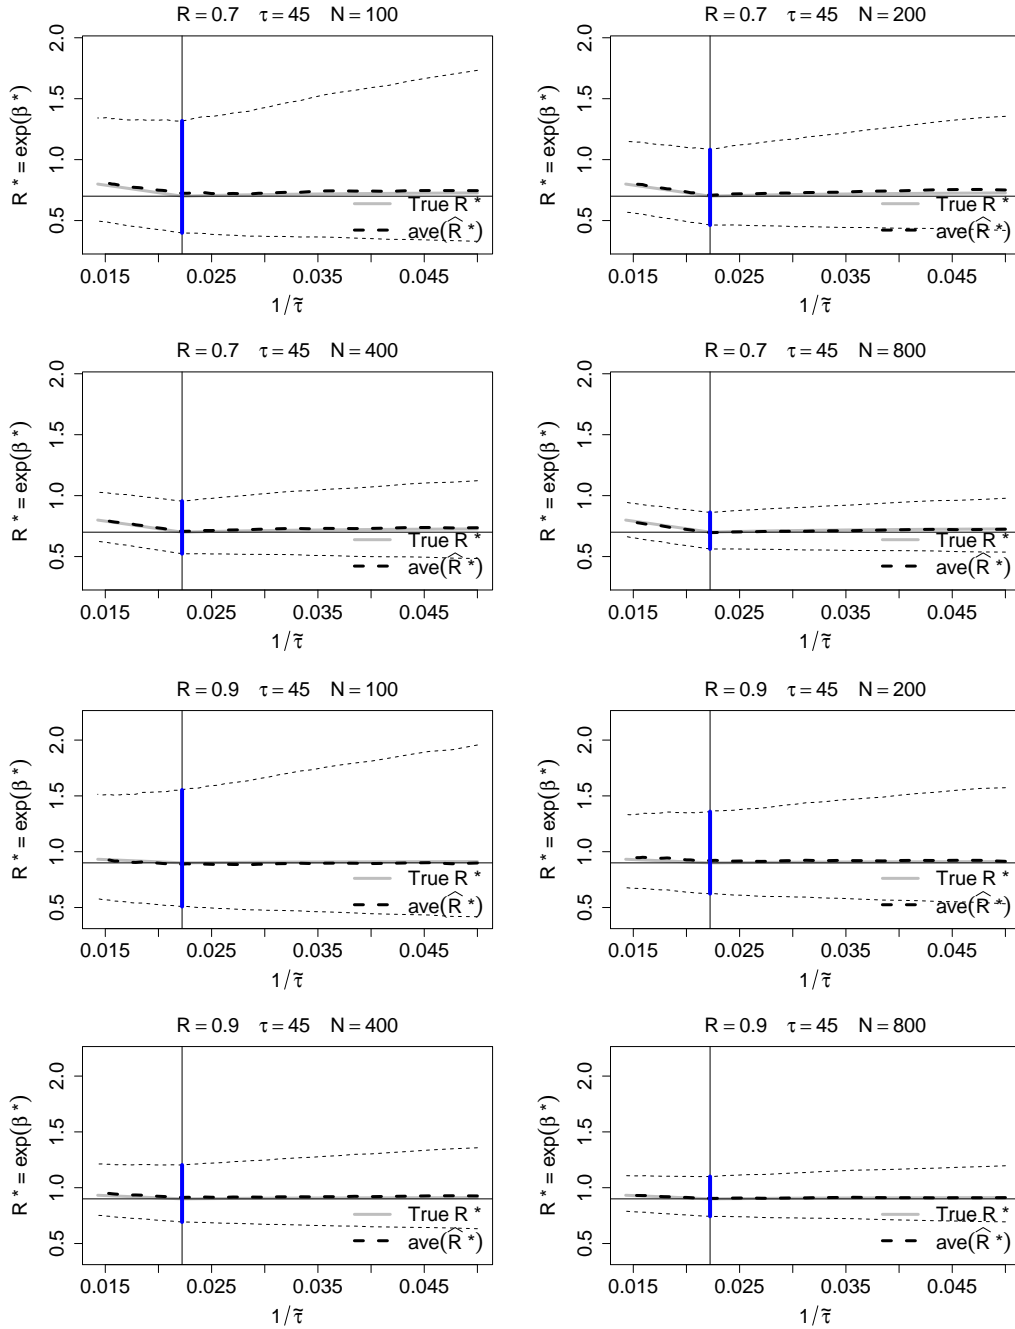 R = 0.7 τ = 45 N = 100
R* = exp(β*)
2.0
1.5
1.0
0.5
True R*
ave(R̂*)
0.015 0.025 0.035 0.045
1/τ̃
R = 0.7 τ = 45 N = 200
R* = exp(β*)
2.0
1.5
1.0
0.5
True R*
ave(R̂*)
0.015 0.025 0.035 0.045
1/τ̃
R = 0.7 τ = 45 N = 400
R* = exp(β*)
2.0
1.5
1.0
0.5
True R*
ave(R̂*)
0.015 0.025 0.035 0.045
1/τ̃
R = 0.7 τ = 45 N = 800
R* = exp(β*)
2.0
1.5
1.0
0.5
True R*
ave(R̂*)
0.015 0.025 0.035 0.045
1/τ̃
R = 0.9 τ = 45 N = 100
R* = exp(β*)
2.0
1.5
1.0
0.5
True R*
ave(R̂*)
0.015 0.025 0.035 0.045
1/τ̃
R = 0.9 τ = 45 N = 200
R* = exp(β*)
2.0
1.5
1.0
0.5
True R*
ave(R̂*)
0.015 0.025 0.035 0.045
1/τ̃
R = 0.9 τ = 45 N = 400
R* = exp(β*)
2.0
1.5
1.0
0.5
True R*
ave(R̂*)
0.015 0.025 0.035 0.045
1/τ̃
R = 0.9 τ = 45 N = 800
R* = exp(β*)
2.0
1.5
1.0
0.5
True R*
ave(R̂*)
0.015 0.025 0.035 0.045
1/τ̃